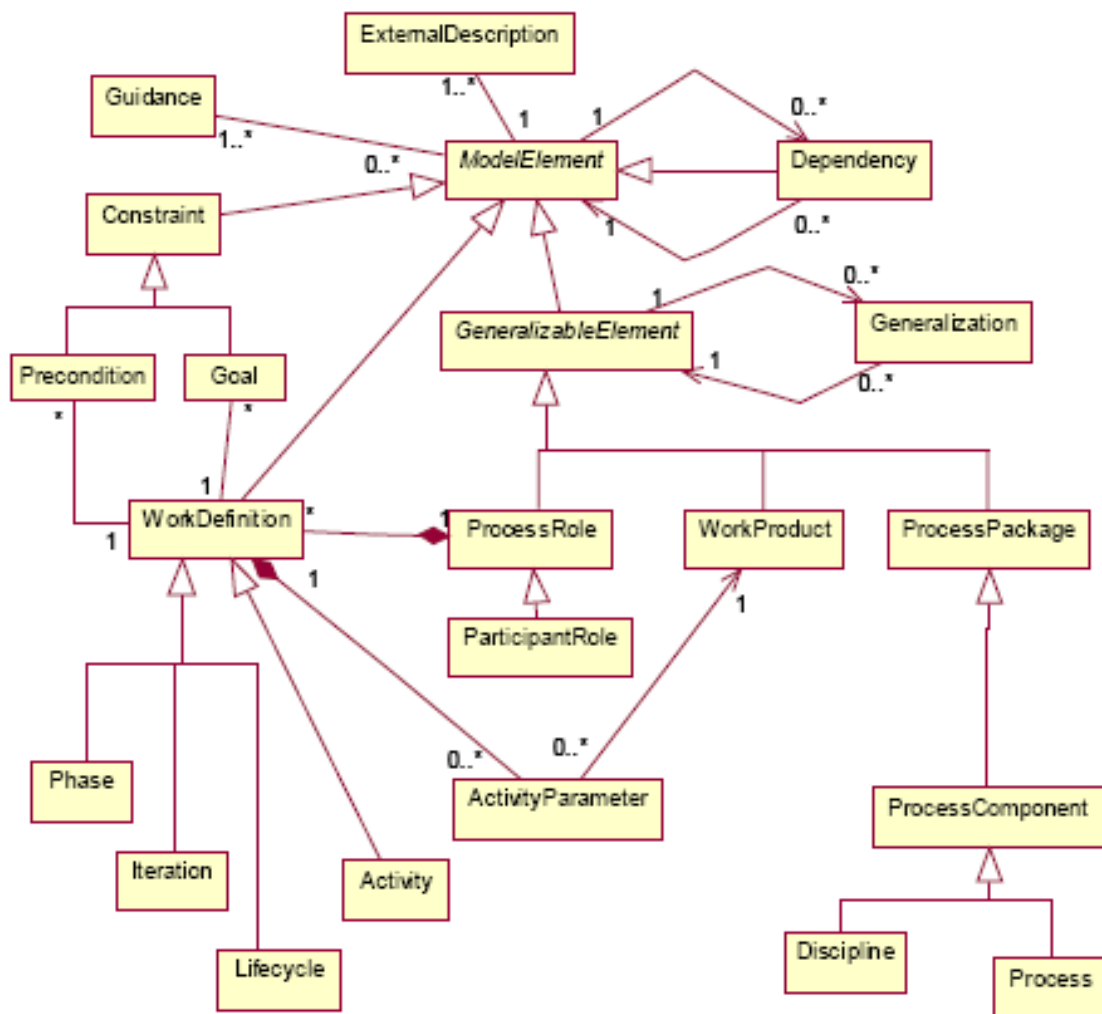 ExternalDescription
1..*
1
1
0..*
Guidance
1..*
0..*
ModelElement
Dependency
Constraint
1
0..*
1
0..*
GeneralizableElement
Generalization
Precondition
Goal
1
0..*
*
*
1
*
1
WorkDefinition
ProcessRole
WorkProduct
ProcessPackage
1
1
1
ParticipantRole
0..*
0..*
Phase
ActivityParameter
ProcessComponent
Iteration
Activity
Discipline
Lifecycle
Process